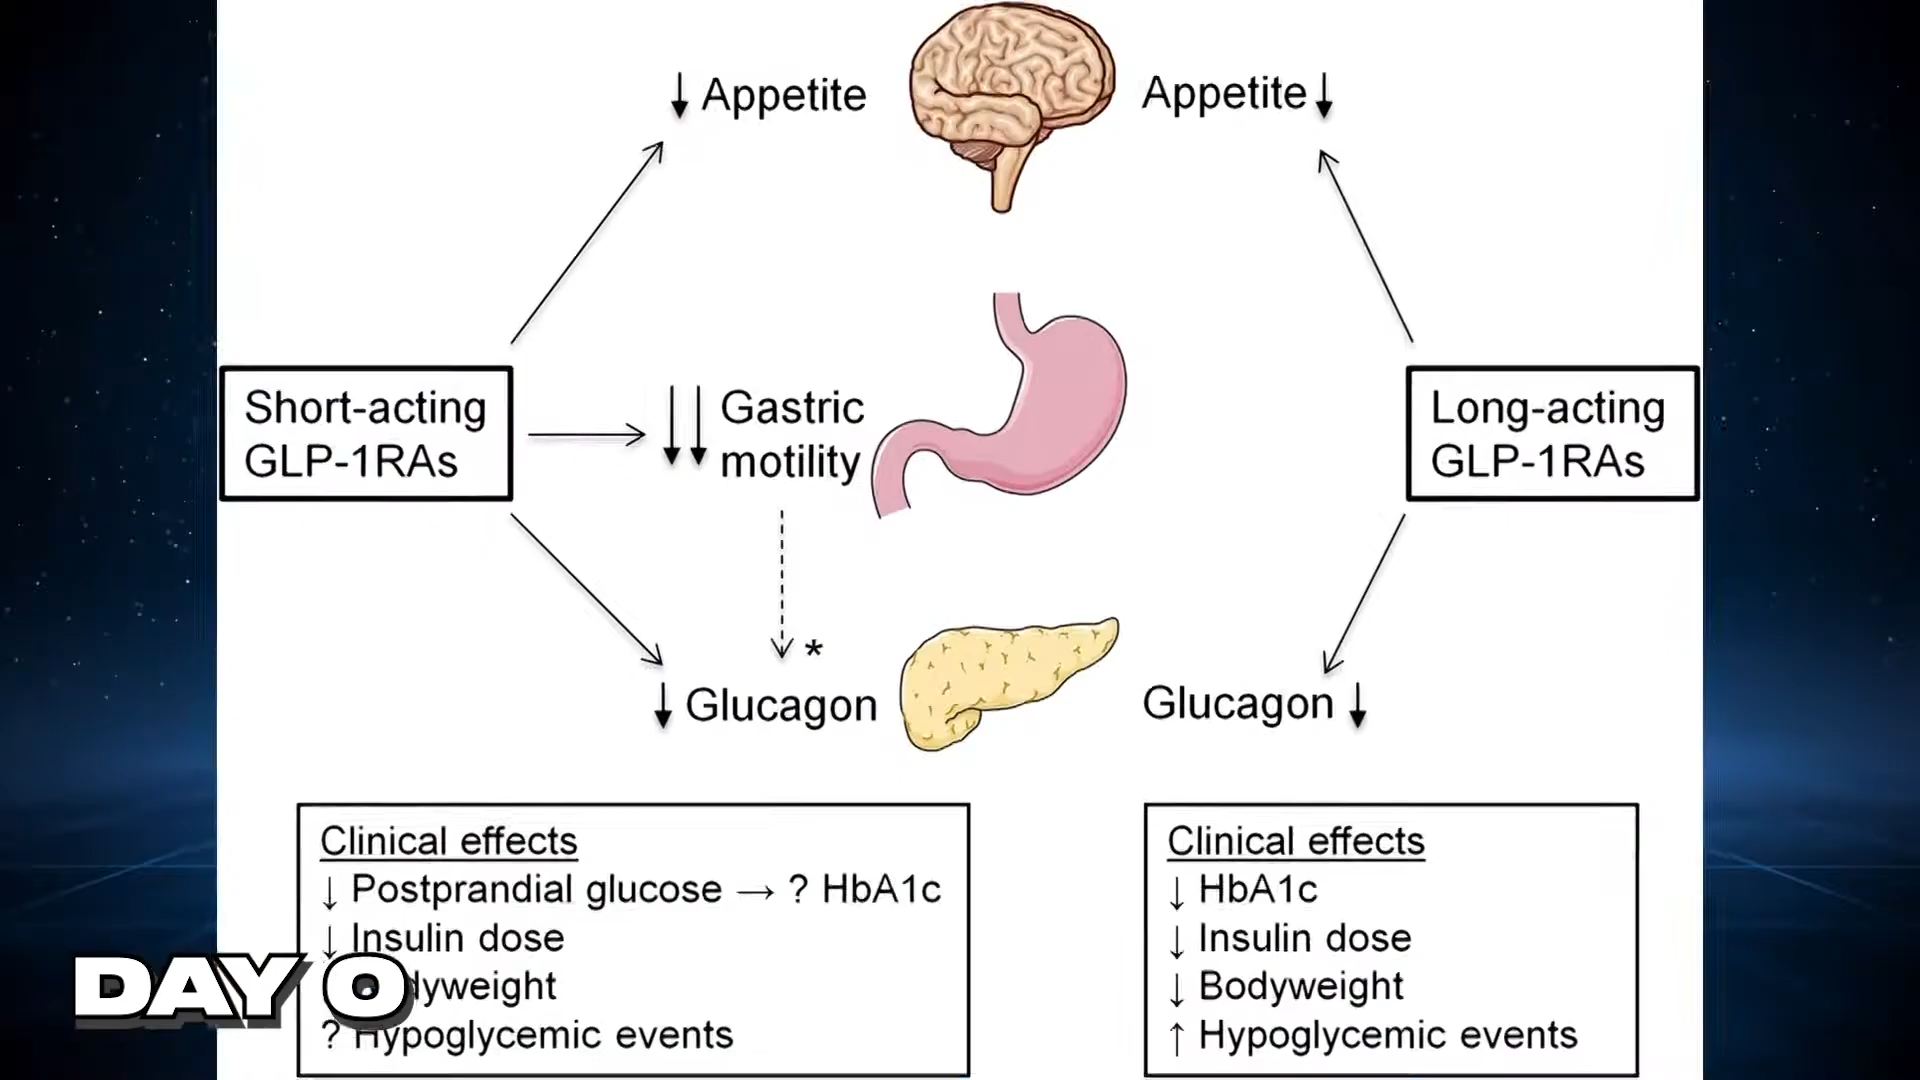 ↓ Appetite
Appetite ↓
Short-acting
GLP-1RAs
↓↓ Gastric
motility
Long-acting
GLP-1RAs
*
↓ Glucagon
Glucagon ↓
Clinical effects
↓ Postprandial glucose → ? HbA1c
↓ Insulin dose
dyweight
? Hypoglycemic events
Clinical effects
↓ HbA1c
↓ Insulin dose
↓ Bodyweight
↑ Hypoglycemic events
DAY 0